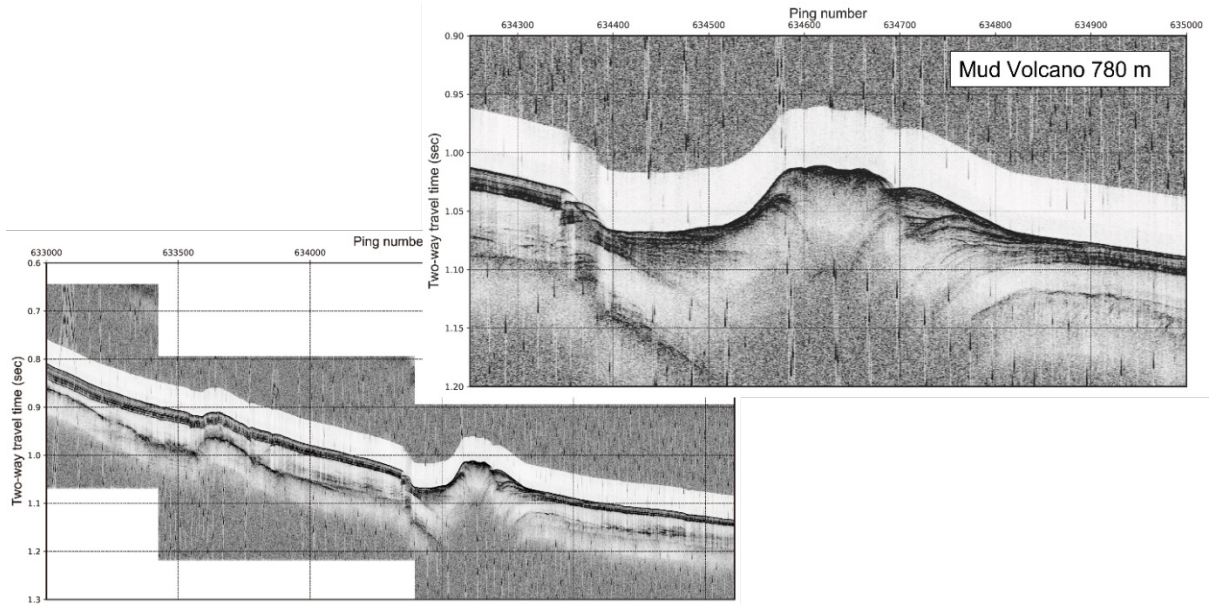 Ping number
634300 634400 634500 634600 634700 634800 634900 635000
0.90
Mud Volcano 780 m
0.95
1.00
1.05
1.10
1.15
1.20
Two-way travel time (sec)
Ping numbe
633000 633500 634000
0.6
0.7
0.8
0.9
1.0
1.1
1.2
1.3
Two-way travel time (sec)